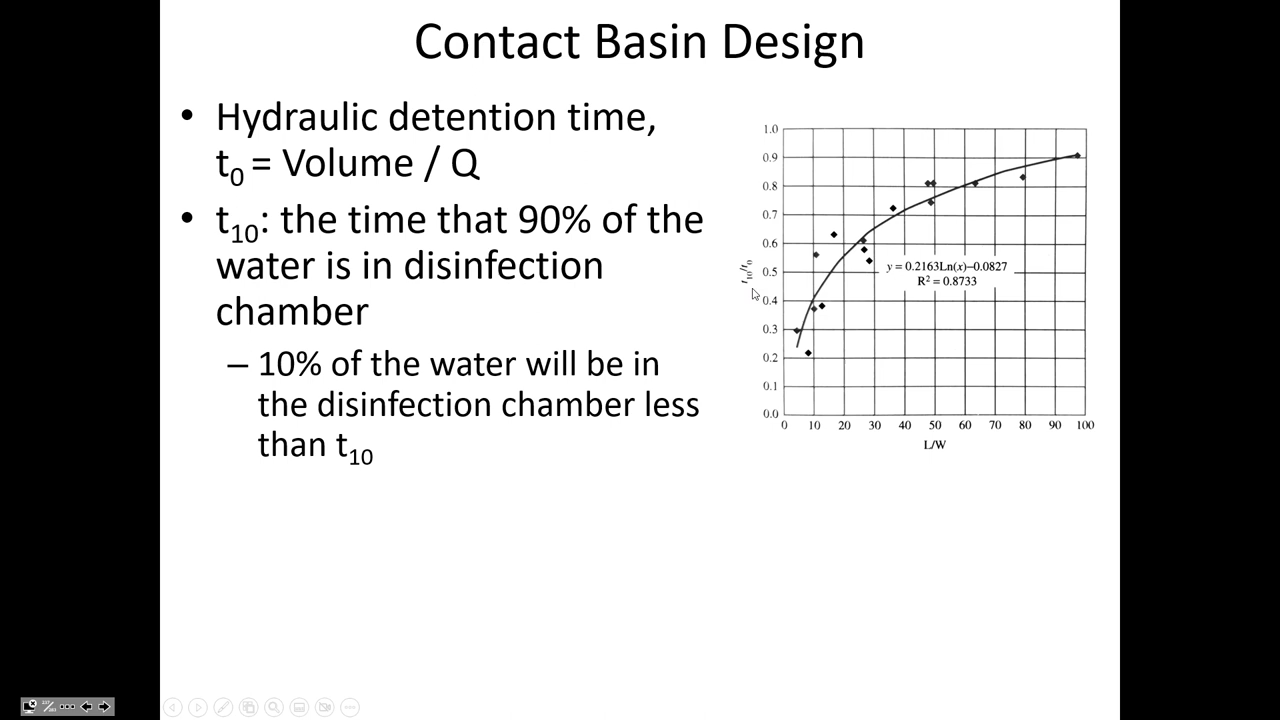 Contact Basin Design
• Hydraulic detention time,
t₀ = Volume / Q
• t₁₀: the time that 90% of the
water is in disinfection
chamber
– 10% of the water will be in
the disinfection chamber less
than t₁₀
1.0
0.9
0.8
0.7
0.6
0.5
0.4
0.3
0.2
0.1
0.0
t₁₀/t₀
y = 0.2163Ln(x)–0.0827
R² = 0.8733
0 10 20 30 40 50 60 70 80 90 100
L/W